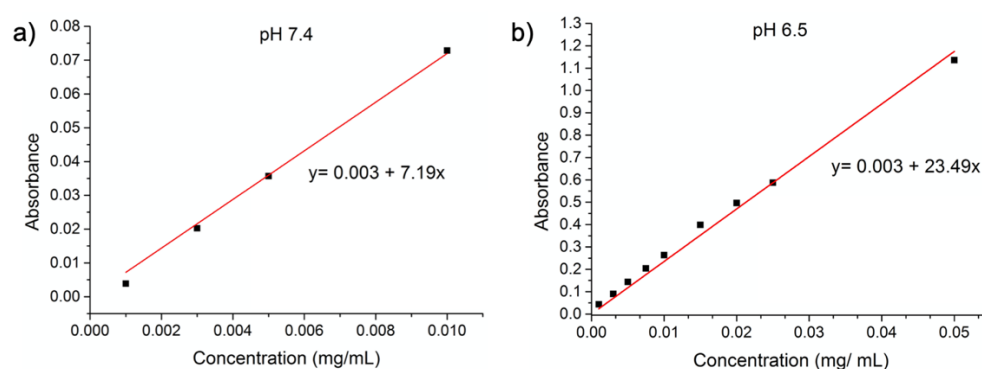 a)
pH 7.4
0.08
0.07
0.06
0.05
0.04
0.03
0.02
0.01
0.00
Absorbance
y= 0.003 + 7.19x
0.000 0.002 0.004 0.006 0.008 0.010
Concentration (mg/mL)
b)
pH 6.5
1.3
1.2
1.1
1.0
0.9
0.8
0.7
0.6
0.5
0.4
0.3
0.2
0.1
0.0
Absorbance
y= 0.003 + 23.49x
0.01 0.02 0.03 0.04 0.05
Concentration (mg/ mL)